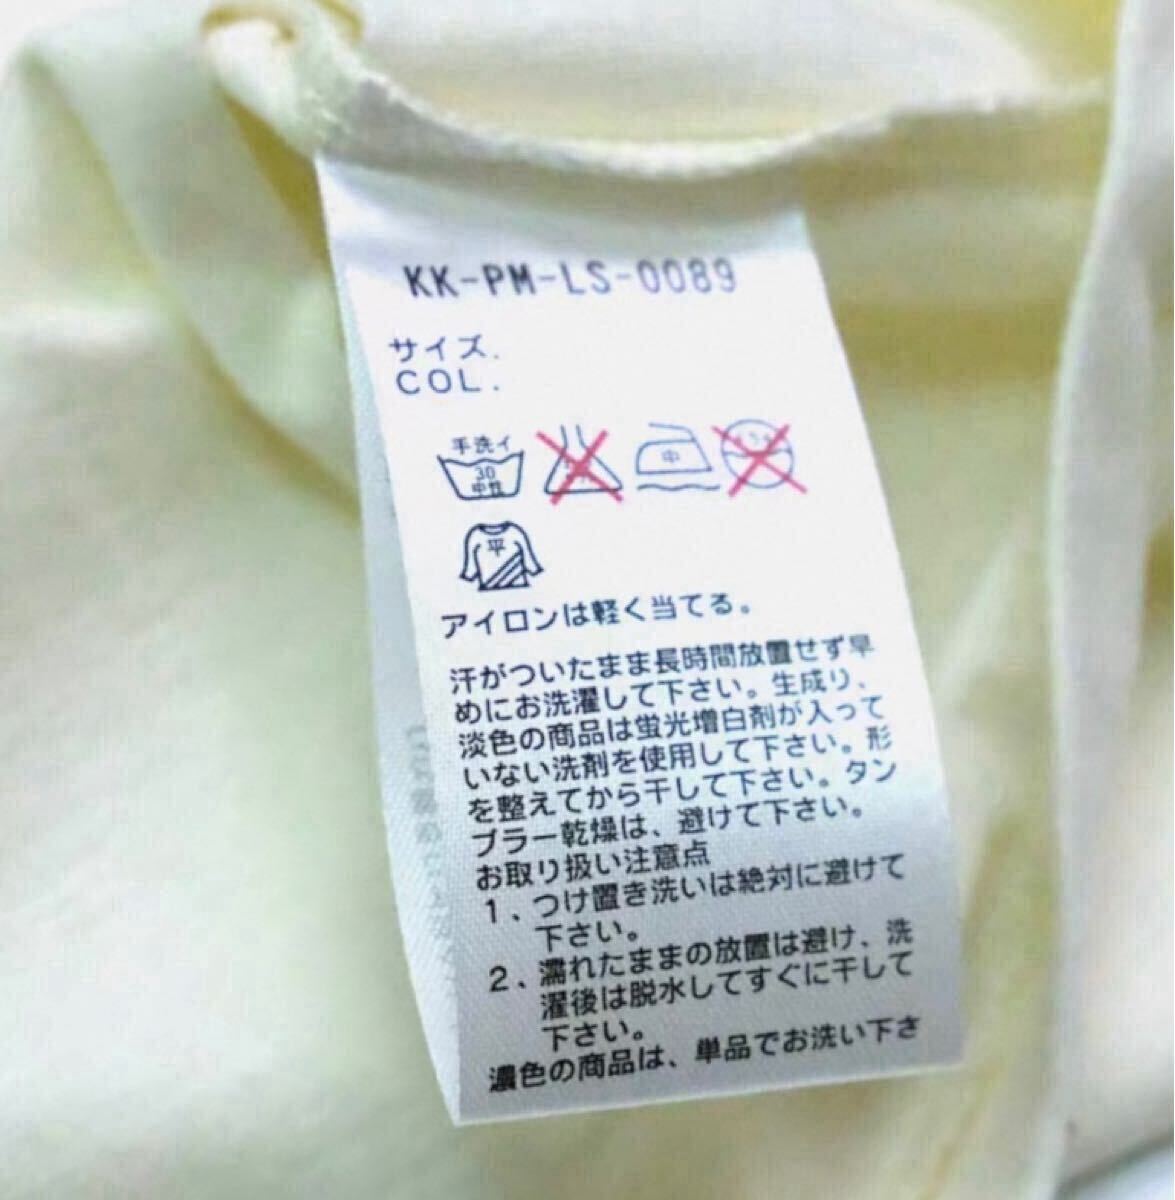 KK-PM-LS-0089
サイズ.
COL.
手洗イ
30
中性
中
平
アイロンは軽く当てる。
汗がついたまま長時間放置せず早
めにお洗濯して下さい。生成り、
淡色の商品は蛍光増白剤が入って
いない洗剤を使用して下さい。形
を整えてから干して下さい。タン
ブラー乾燥は、避けて下さい。
お取り扱い注意点
1、つけ置き洗いは絶対に避けて
下さい。
2、濡れたままの放置は避け、洗
濯後は脱水してすぐに干して
下さい。
濃色の商品は、単品でお洗い下さ